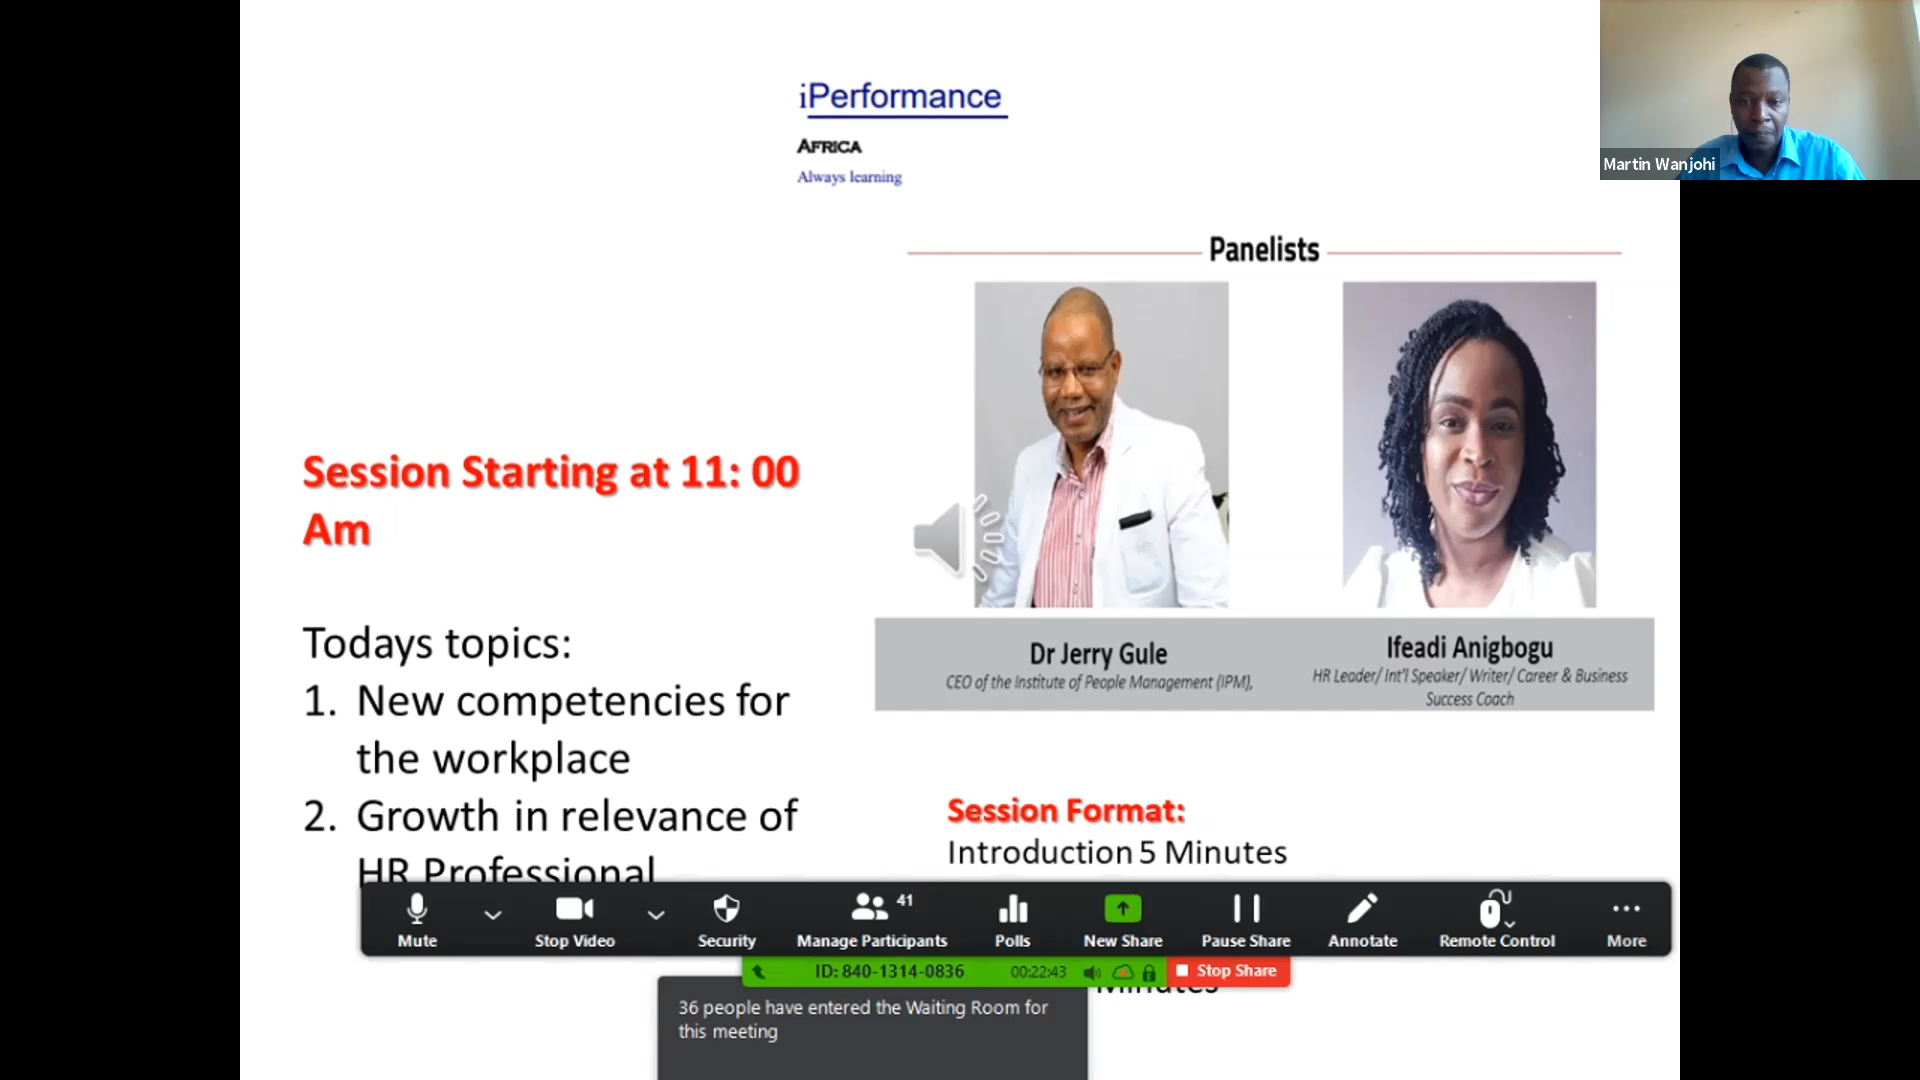 iPerformance
AFRICA
Always learning
Martin Wanjohi
Panelists
Dr Jerry Gule
CEO of the Institute of People Management (IPM),
Ifeadi Anigbogu
HR Leader/ Int'l Speaker/ Writer/ Career & Business
Success Coach
Session Starting at 11: 00
Am
Todays topics:
1. New competencies for
the workplace
2. Growth in relevance of
HR Professional
Session Format:
Introduction 5 Minutes
Minutes
Mute
Stop Video
Security
41
Manage Participants
Polls
New Share
Pause Share
Annotate
Remote Control
More
ID: 840-1314-0836
00:22:43
Stop Share
36 people have entered the Waiting Room for
this meeting